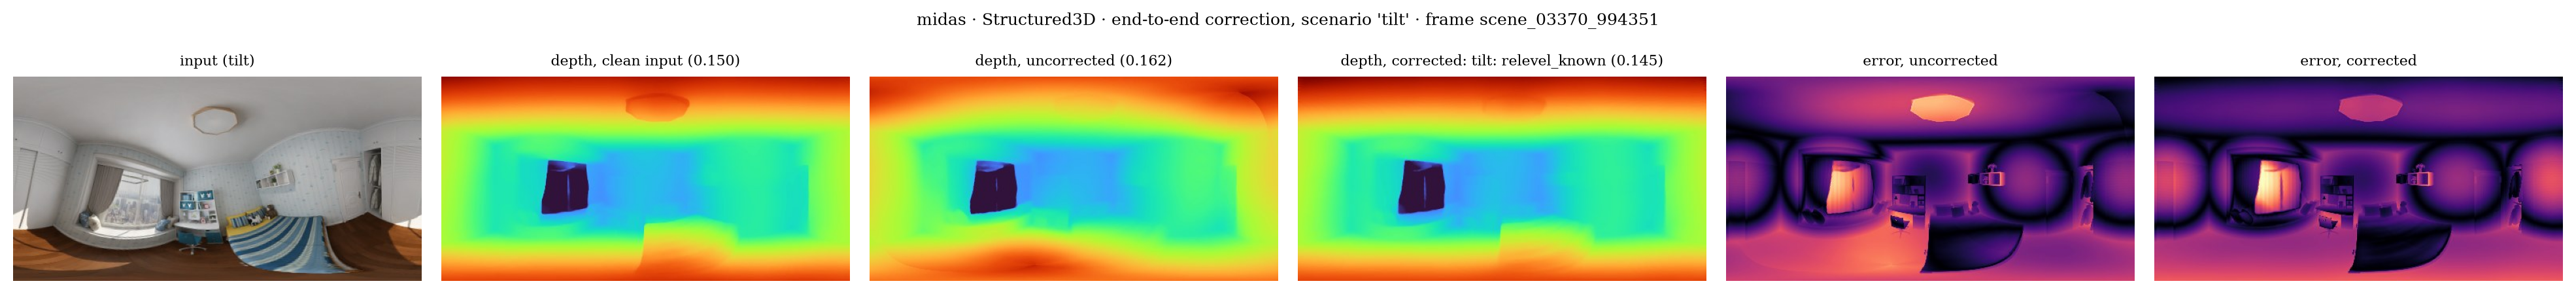 midas · Structured3D · end-to-end correction, scenario 'tilt' · frame scene_03370_994351
input (tilt)
depth, clean input (0.150)
depth, uncorrected (0.162)
depth, corrected: tilt: relevel_known (0.145)
error, uncorrected
error, corrected